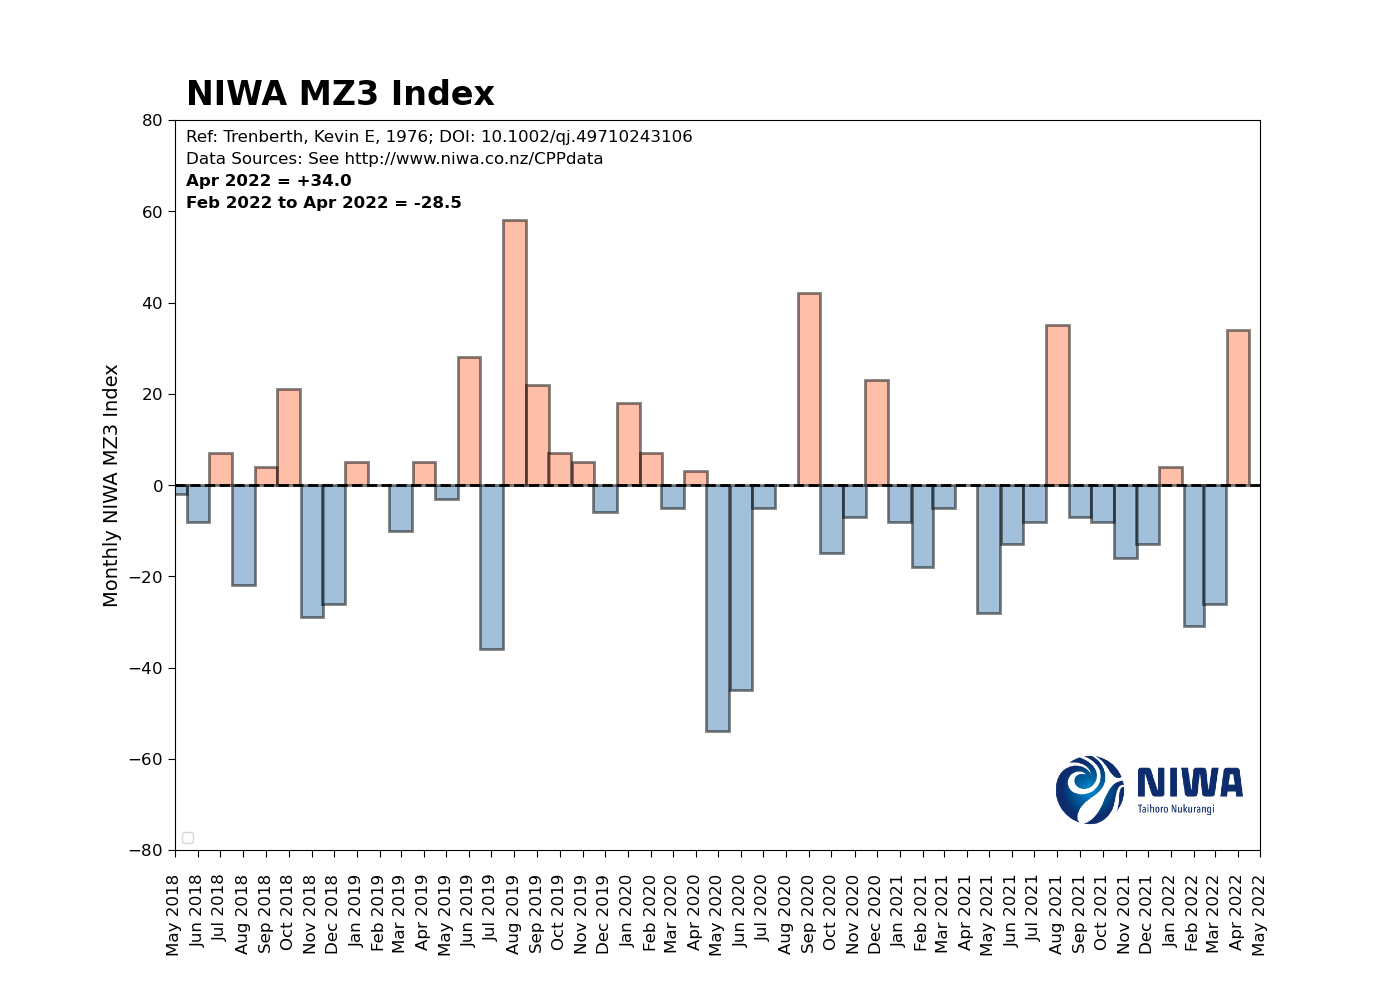 NIWA MZ3 Index
Ref: Trenberth, Kevin E, 1976; DOI: 10.1002/qj.49710243106
Data Sources: See http://www.niwa.co.nz/CPPdata
Apr 2022 = +34.0
Feb 2022 to Apr 2022 = -28.5
Monthly NIWA MZ3 Index
80
60
40
20
0
−20
−40
−60
−80
NIWA
Taihoro Nukurangi
May 2018
Jun 2018
Jul 2018
Aug 2018
Sep 2018
Oct 2018
Nov 2018
Dec 2018
Jan 2019
Feb 2019
Mar 2019
Apr 2019
May 2019
Jun 2019
Jul 2019
Aug 2019
Sep 2019
Oct 2019
Nov 2019
Dec 2019
Jan 2020
Feb 2020
Mar 2020
Apr 2020
May 2020
Jun 2020
Jul 2020
Aug 2020
Sep 2020
Oct 2020
Nov 2020
Dec 2020
Jan 2021
Feb 2021
Mar 2021
Apr 2021
May 2021
Jun 2021
Jul 2021
Aug 2021
Sep 2021
Oct 2021
Nov 2021
Dec 2021
Jan 2022
Feb 2022
Mar 2022
Apr 2022
May 2022